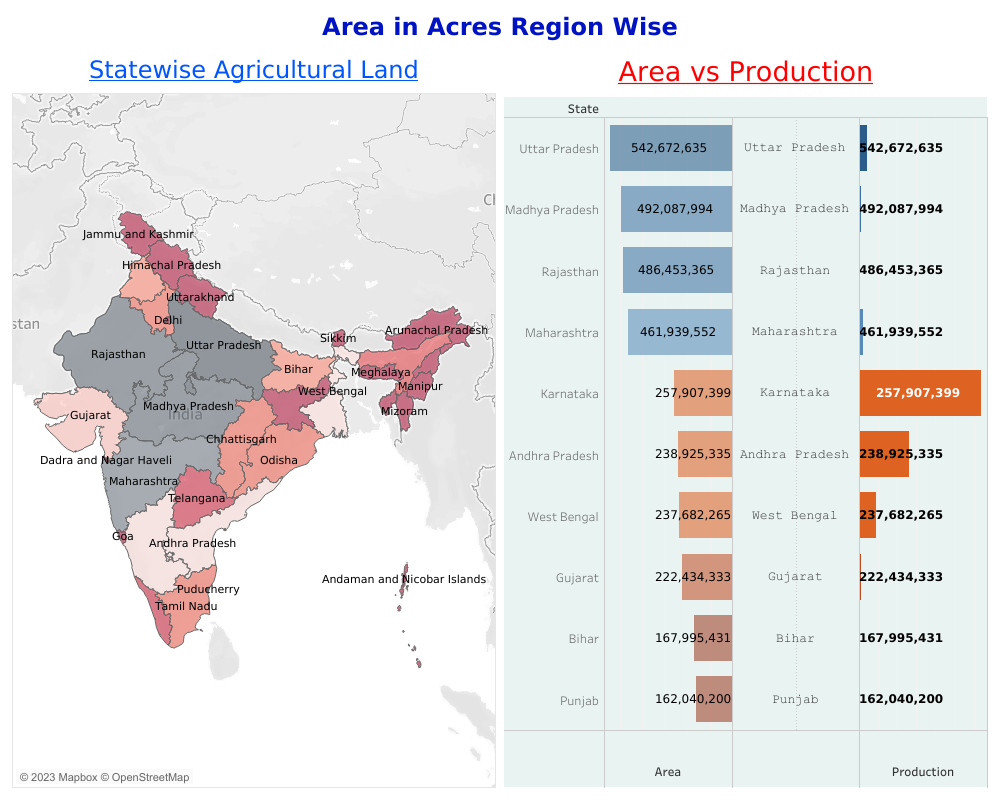 Area in Acres Region Wise
Statewise Agricultural Land
Area vs Production
Jammu and Kashmir
Himachal Pradesh
Uttarakhand
Delhi
stan
Rajasthan
Uttar Pradesh
Sikkim
Arunachal Pradesh
Bihar
Meghalaya
West Bengal
Manipur
Gujarat
Madhya Pradesh
India
Mizoram
Chhattisgarh
Dadra and Nagar Haveli
Odisha
Maharashtra
Telangana
Goa
Andhra Pradesh
Andaman and Nicobar Islands
Puducherry
Tamil Nadu
Ch
© 2023 Mapbox © OpenStreetMap
State
Uttar Pradesh 542,672,635 Uttar Pradesh 542,672,635
Madhya Pradesh 492,087,994 Madhya Pradesh 492,087,994
Rajasthan 486,453,365 Rajasthan 486,453,365
Maharashtra 461,939,552 Maharashtra 461,939,552
Karnataka 257,907,399 Karnataka 257,907,399
Andhra Pradesh 238,925,335 Andhra Pradesh 238,925,335
West Bengal 237,682,265 West Bengal 237,682,265
Gujarat 222,434,333 Gujarat 222,434,333
Bihar 167,995,431 Bihar 167,995,431
Punjab 162,040,200 Punjab 162,040,200
Area Production